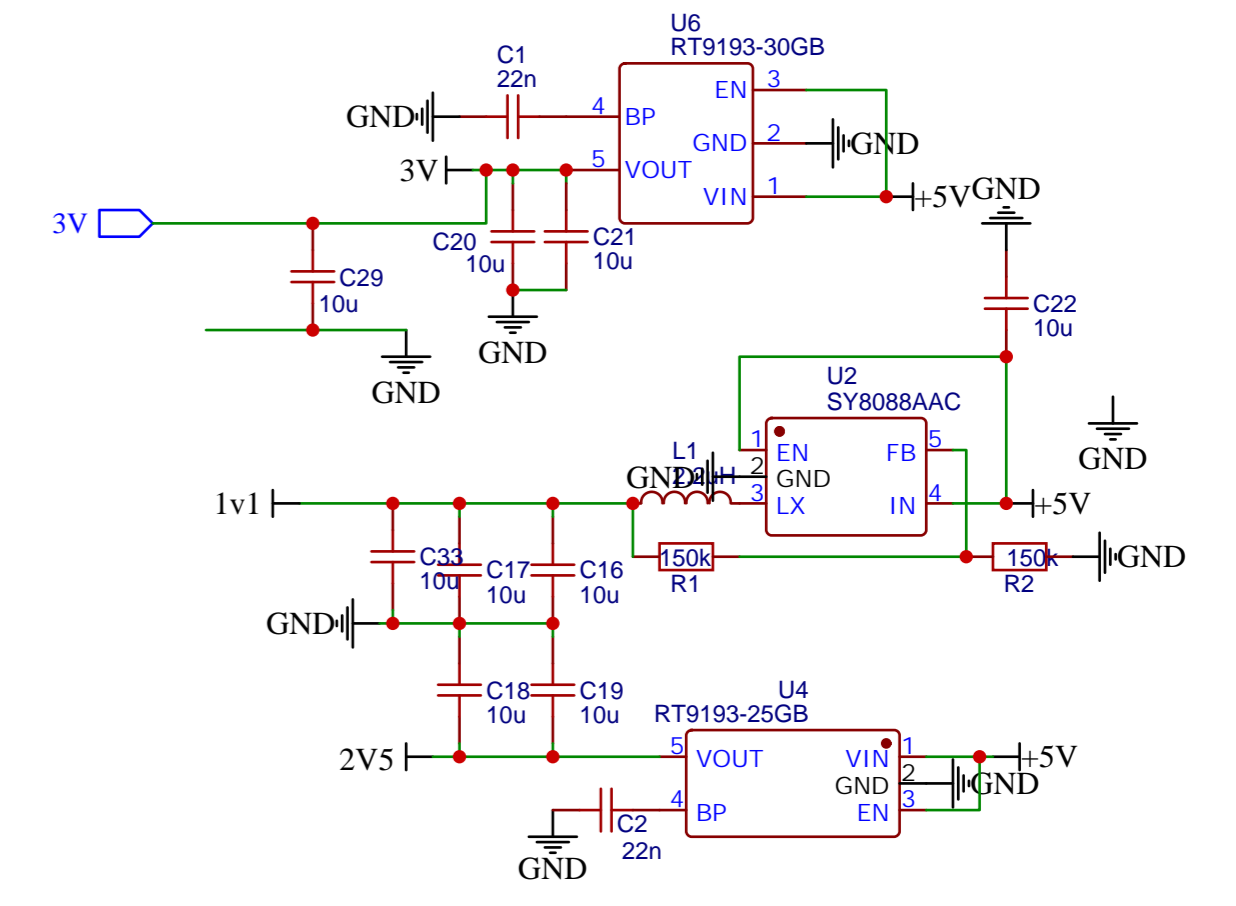 U6
RT9193-30GB
C1
22n
GND
4
BP
EN
3
GND
2
GND
3V
5
VOUT
VIN
1
+5V
GND
3V
C20
10u
C21
10u
C29
10u
GND
GND
C22
10u
U2
SY8088AAC
GND
L1
2.2uH
GND
1
EN
2
GND
3
LX
FB
5
IN
4
+5V
1v1
150k
R1
150k
R2
GND
C33
10u
C17
10u
C16
10u
GND
C18
10u
C19
10u
U4
RT9193-25GB
2V5
5
VOUT
VIN
1
+5V
GND
2
GND
4
BP
EN
3
C2
22n
GND